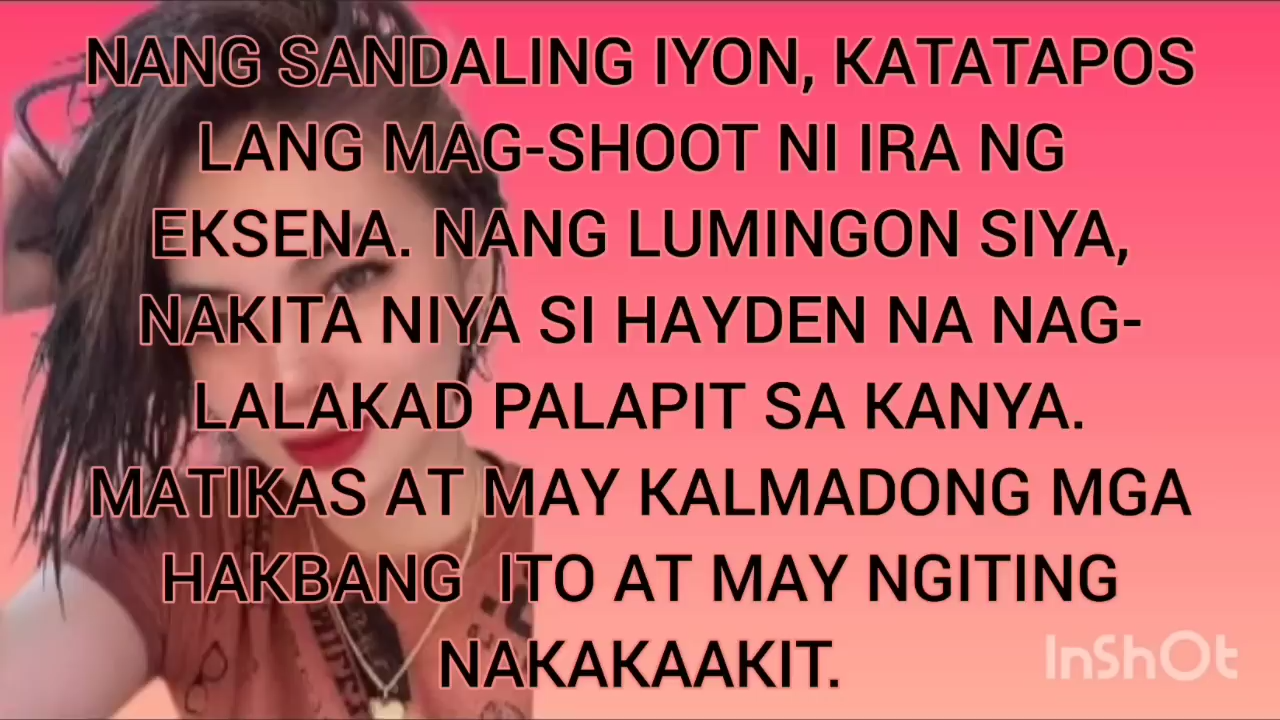 NANG SANDALING IYON, KATATAPOS
LANG MAG-SHOOT NI IRA NG
EKSENA. NANG LUMINGON SIYA,
NAKITA NIYA SI HAYDEN NA NAG-
LALAKAD PALAPIT SA KANYA.
MATIKAS AT MAY KALMADONG MGA
HAKBANG  ITO AT MAY NGITING
NAKAKAAKIT.
InShOt